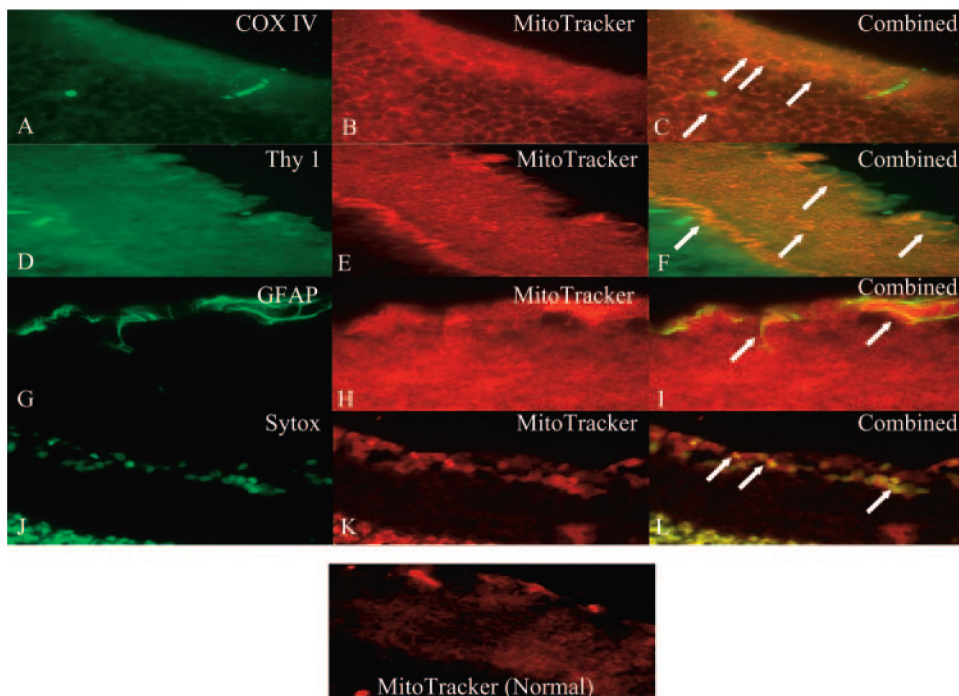 COX IV MitoTracker Combined
A B C
Thy 1 MitoTracker Combined
D E F
GFAP MitoTracker Combined
G H I
Sytox MitoTracker Combined
J K L
MitoTracker (Normal)